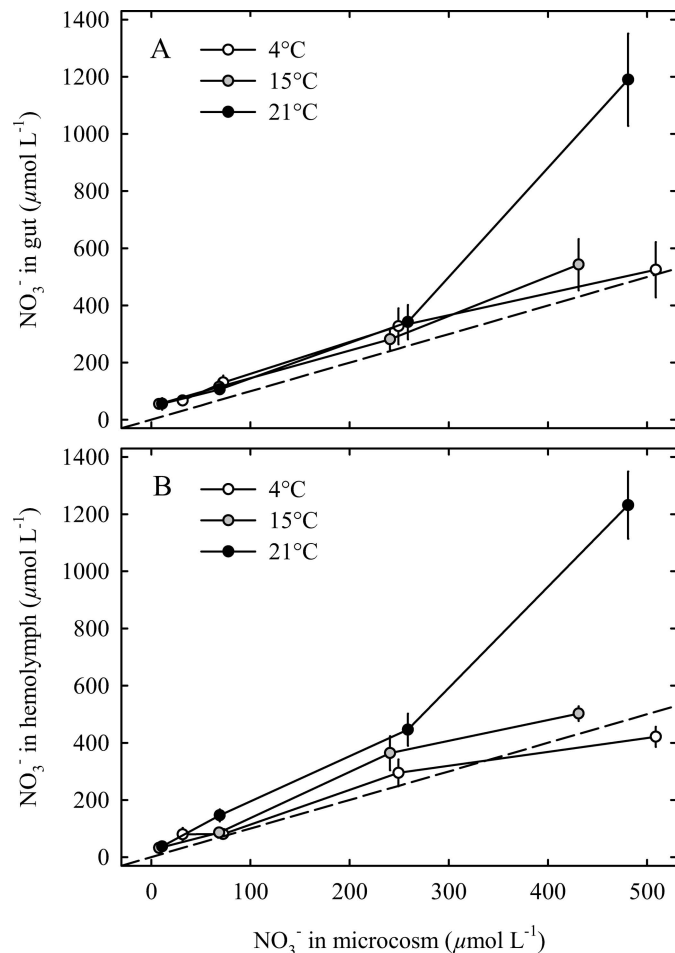 A
4°C
15°C
21°C
1400
1200
1000
800
600
400
200
0
NO₃⁻ in gut (µmol L⁻¹)
B
4°C
15°C
21°C
1400
1200
1000
800
600
400
200
0
NO₃⁻ in hemolymph (µmol L⁻¹)
0 100 200 300 400 500
NO₃⁻ in microcosm (µmol L⁻¹)